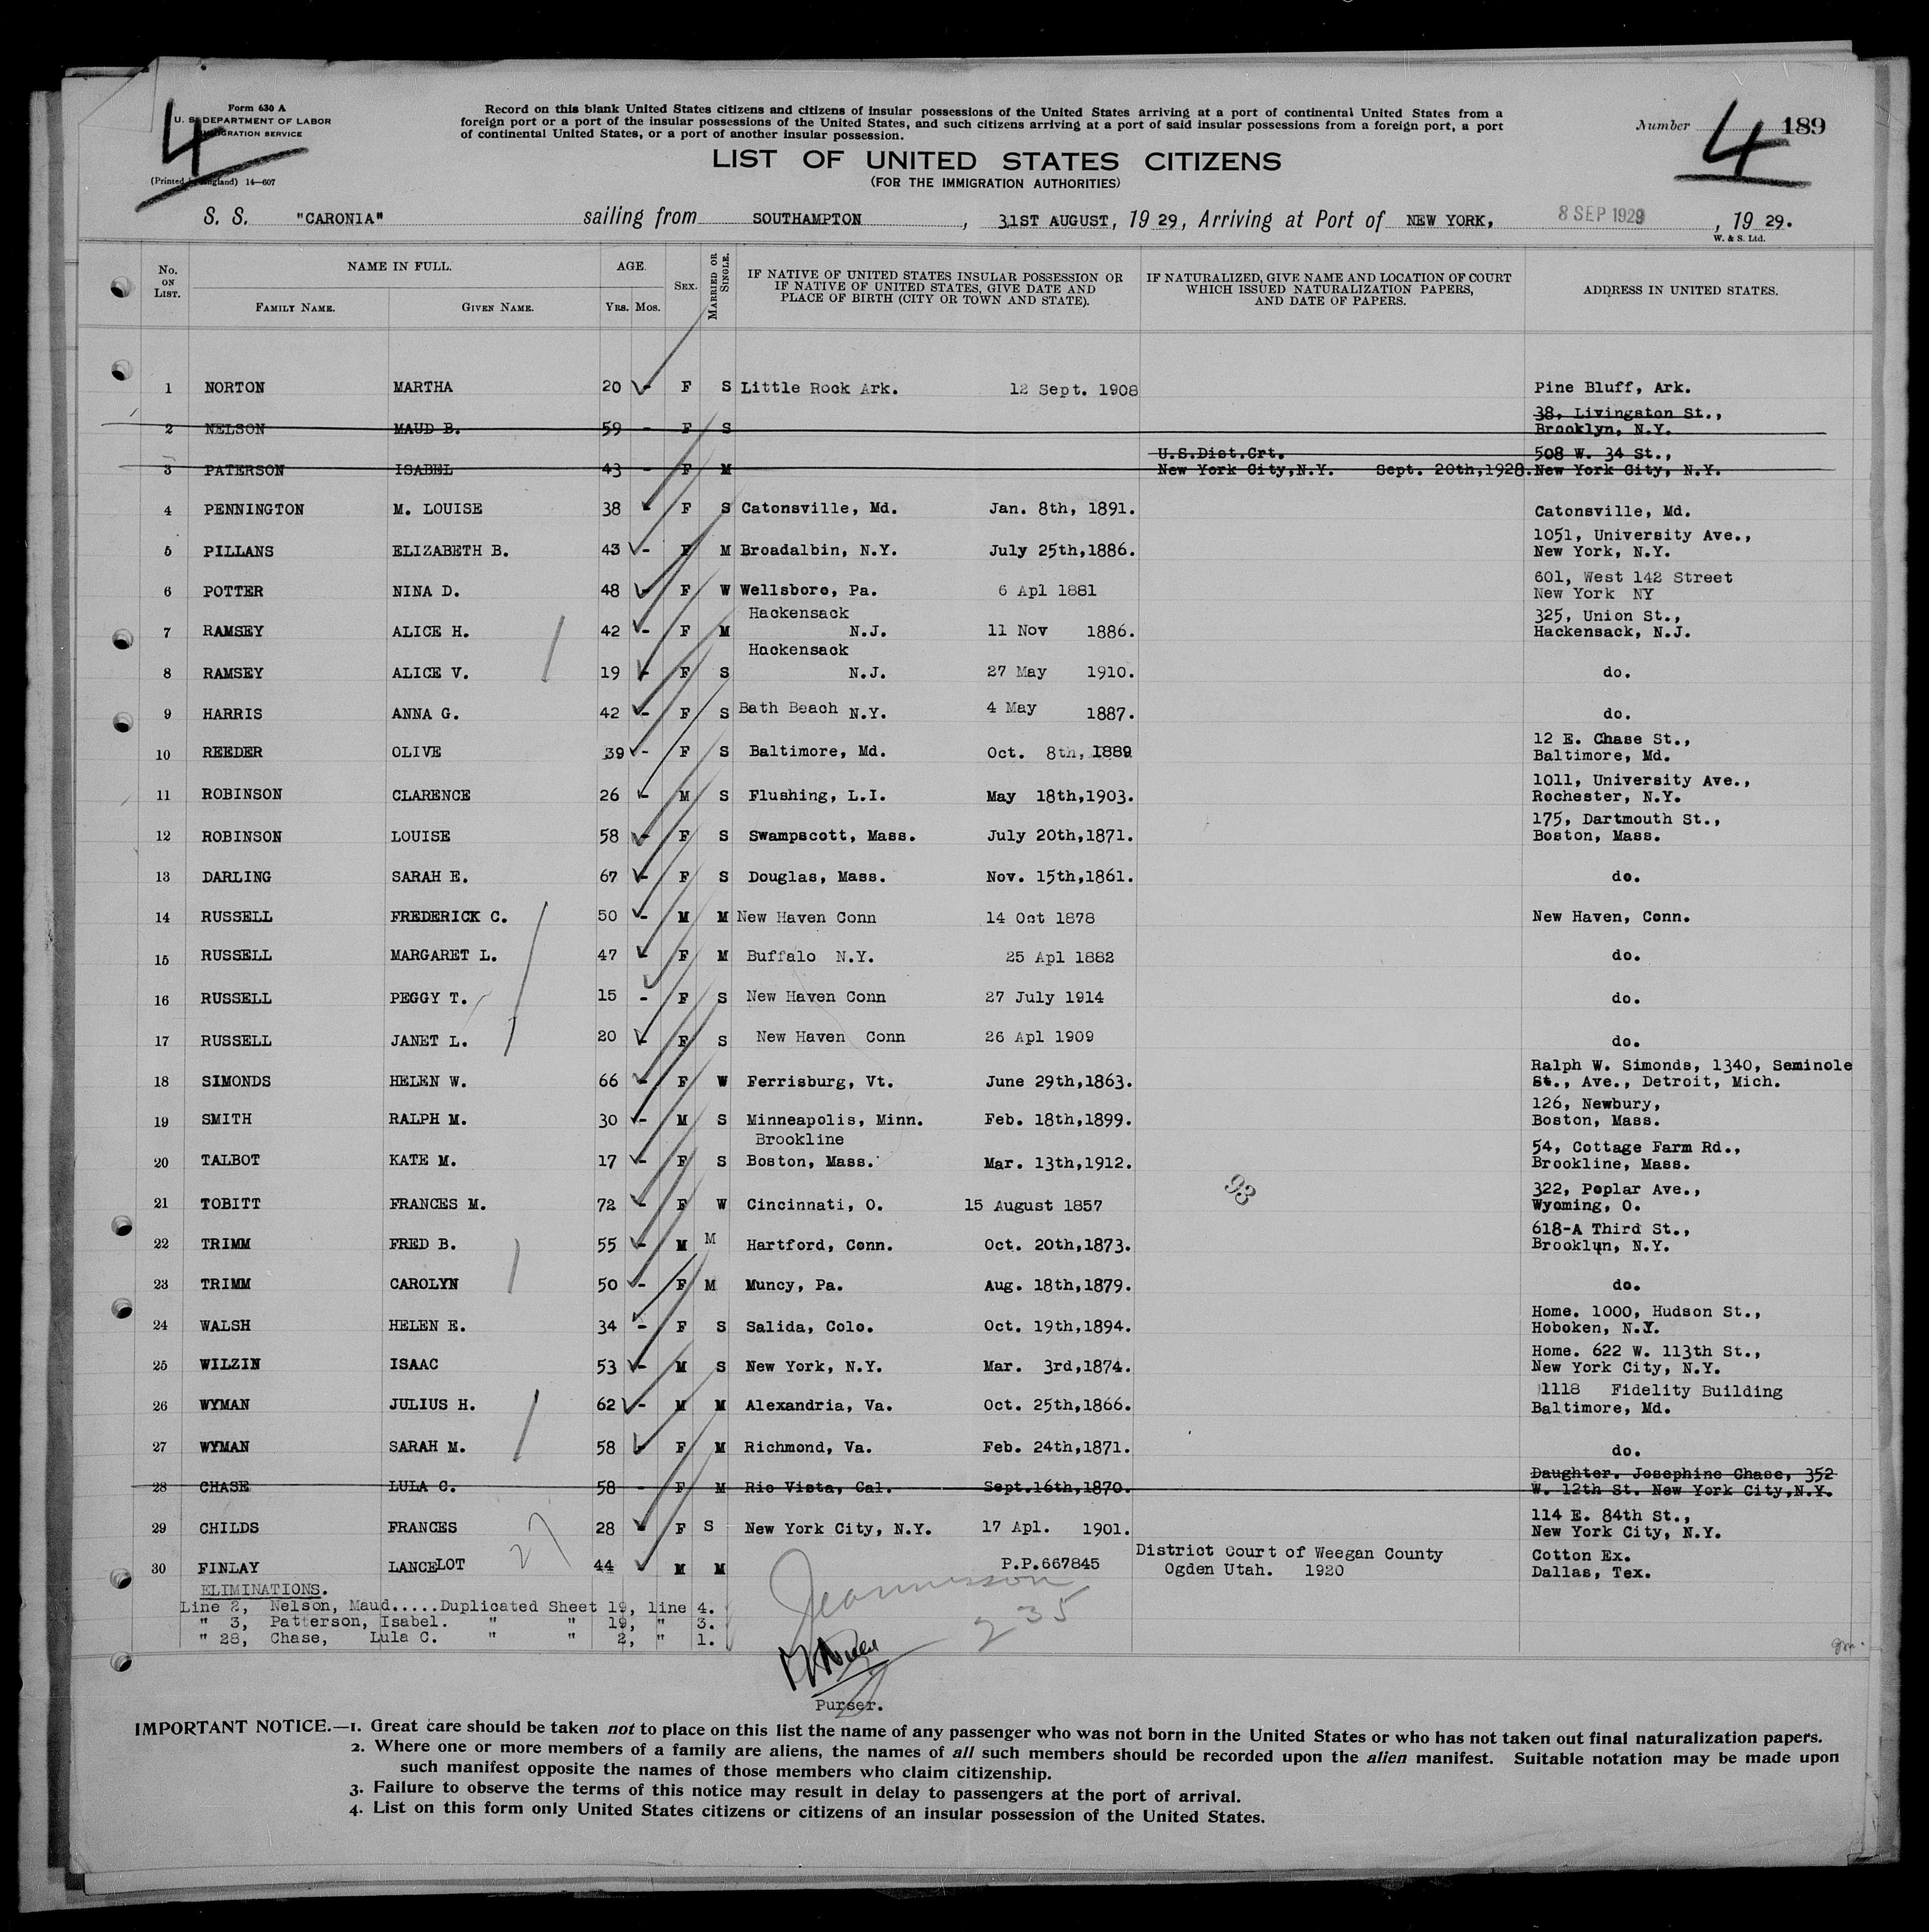 4
Form 630 A
U. S. DEPARTMENT OF LABOR
IMMIGRATION SERVICE
(Printed in England) 14—607
Record on this blank United States citizens and citizens of insular possessions of the United States arriving at a port of continental United States from a
foreign port or a port of the insular possessions of the United States, and such citizens arriving at a port of said insular possessions from a foreign port, a port
of continental United States, or a port of another insular possession.
Number 4 189
LIST OF UNITED STATES CITIZENS
(FOR THE IMMIGRATION AUTHORITIES)
S. S. "CARONIA" sailing from SOUTHAMPTON, 31ST AUGUST, 1929, Arriving at Port of NEW YORK, 8 SEP 1929, 1929.
W. & S. Ltd.
No. ON LIST. NAME IN FULL. FAMILY NAME. GIVEN NAME. AGE. YRS. MOS. SEX. MARRIED OR SINGLE. IF NATIVE OF UNITED STATES INSULAR POSSESSION OR IF NATIVE OF UNITED STATES, GIVE DATE AND PLACE OF BIRTH (CITY OR TOWN AND STATE). IF NATURALIZED, GIVE NAME AND LOCATION OF COURT WHICH ISSUED NATURALIZATION PAPERS, AND DATE OF PAPERS. ADDRESS IN UNITED STATES.
1 NORTON MARTHA 20 - F S Little Rock Ark. 12 Sept. 1908 Pine Bluff, Ark.
2 NELSON MAUD B. 59 - F S 38, Livingston St., Brooklyn, N.Y.
3 PATERSON ISABEL 43 - F M U.S.Dist.Crt. New York City,N.Y. Sept. 20th,1928. 508 W. 34 St., New York City, N.Y.
4 PENNINGTON M. LOUISE 38 - F S Catonsville, Md. Jan. 8th, 1891. Catonsville, Md.
5 PILLANS ELIZABETH B. 43 - F M Broadalbin, N.Y. July 25th,1886. 1051, University Ave., New York, N.Y.
6 POTTER NINA D. 48 - F W Wellsboro, Pa. 6 Apl 1881 601, West 142 Street New York NY
7 RAMSEY ALICE H. 42 - F M Hackensack N.J. 11 Nov 1886. 325, Union St., Hackensack, N.J.
8 RAMSEY ALICE V. 19 - F S Hackensack N.J. 27 May 1910. do.
9 HARRIS ANNA G. 42 - F S Bath Beach N.Y. 4 May 1887. do.
10 REEDER OLIVE 39 - F S Baltimore, Md. Oct. 8th, 1889 12 E. Chase St., Baltimore, Md.
11 ROBINSON CLARENCE 26 - M S Flushing, L.I. May 18th,1903. 1011, University Ave., Rochester, N.Y.
12 ROBINSON LOUISE 58 - F S Swampscott, Mass. July 20th,1871. 175, Dartmouth St., Boston, Mass.
13 DARLING SARAH E. 67 - F S Douglas, Mass. Nov. 15th,1861. do.
14 RUSSELL FREDERICK C. 50 - M M New Haven Conn 14 Oct 1878 New Haven, Conn.
15 RUSSELL MARGARET L. 47 - F M Buffalo N.Y. 25 Apl 1882 do.
16 RUSSELL PEGGY T. 15 - F S New Haven Conn 27 July 1914 do.
17 RUSSELL JANET L. 20 - F S New Haven Conn 26 Apl 1909 do.
18 SIMONDS HELEN W. 66 - F W Ferrisburg, Vt. June 29th,1863. Ralph W. Simonds, 1340, Seminole St., Ave., Detroit, Mich.
19 SMITH RALPH M. 30 - M S Minneapolis, Minn. Feb. 18th,1899. 126, Newbury, Boston, Mass.
20 TALBOT KATE M. 17 - F S Brookline Boston, Mass. Mar. 13th,1912. 54, Cottage Farm Rd., Brookline, Mass.
21 TOBITT FRANCES M. 72 - F W Cincinnati, O. 15 August 1857 93 322, Poplar Ave., Wyoming, O.
22 TRIMM FRED B. 55 - M M Hartford, Conn. Oct. 20th,1873. 618-A Third St., Brooklyn, N.Y.
23 TRIMM CAROLYN 50 - F M Muncy, Pa. Aug. 18th,1879. do.
24 WALSH HELEN E. 34 - F S Salida, Colo. Oct. 19th,1894. Home. 1000, Hudson St., Hoboken, N.J.
25 WILZIN ISAAC 53 - M S New York, N.Y. Mar. 3rd,1874. Home. 622 W. 113th St., New York City, N.Y.
26 WYMAN JULIUS H. 62 - M M Alexandria, Va. Oct. 25th,1866. 1118 Fidelity Building Baltimore, Md.
27 WYMAN SARAH M. 58 - F M Richmond, Va. Feb. 24th,1871. do.
28 CHASE LULA C. 58 - F M Rio Vista, Cal. Sept.16th,1870. Daughter. Josephine Chase, 352 W. 12th St. New York City,N.Y.
29 CHILDS FRANCES 28 - F S New York City, N.Y. 17 Apl. 1901. 114 E. 84th St., New York City, N.Y.
30 FINLAY LANCELOT 27 44 M M P.P.667845 District Court of Weegan County Ogden Utah. 1920 Cotton Ex. Dallas, Tex.
ELIMINATIONS.
Line 2, Nelson, Maud.....Duplicated Sheet 19, line 4.
" 3, Patterson, Isabel. " " 19, " 3.
" 28, Chase, Lula C. " " 2, " 1.
235
Purser.
IMPORTANT NOTICE.—1. Great care should be taken not to place on this list the name of any passenger who was not born in the United States or who has not taken out final naturalization papers.
2. Where one or more members of a family are aliens, the names of all such members should be recorded upon the alien manifest. Suitable notation may be made upon
such manifest opposite the names of those members who claim citizenship.
3. Failure to observe the terms of this notice may result in delay to passengers at the port of arrival.
4. List on this form only United States citizens or citizens of an insular possession of the United States.